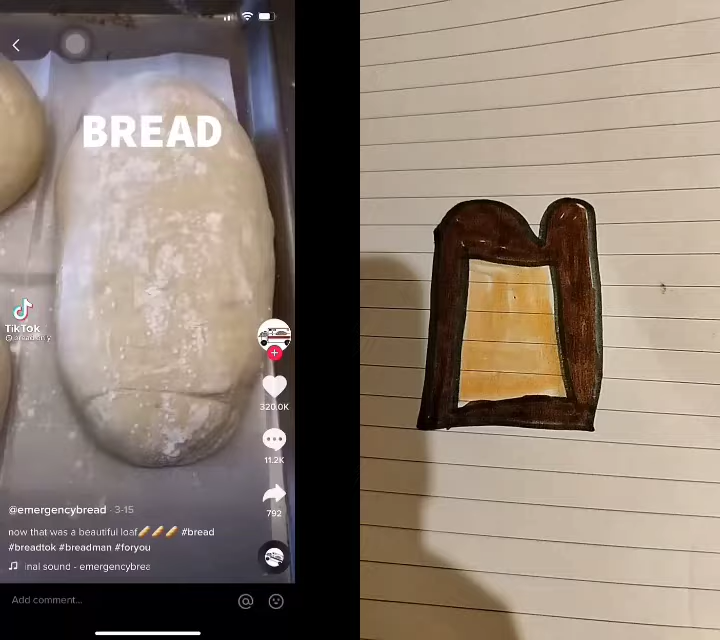 BREAD
TikTok
320.0K
11.2K
792
@emergencybread · 3-15
now that was a beautiful loaf🥖🥖🥖 #bread
#breadtok #breadman #foryou
inal sound - emergencybrea
Add comment...